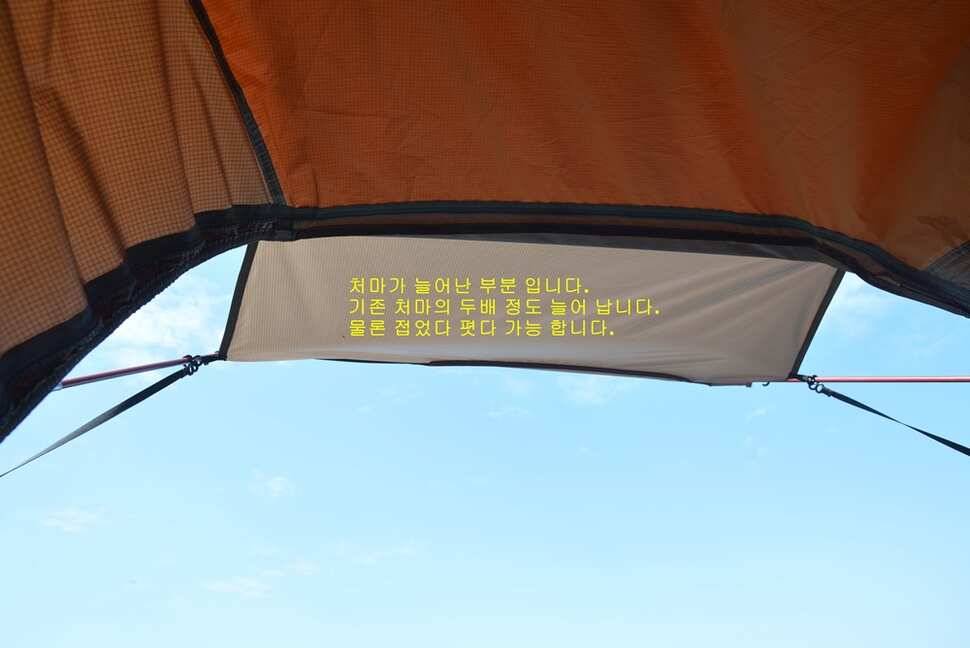 처마가 늘어난 부분 입니다.
기존 처마의 두배 정도 늘어 납니다.
물론 접었다 폇다 가능 합니다.